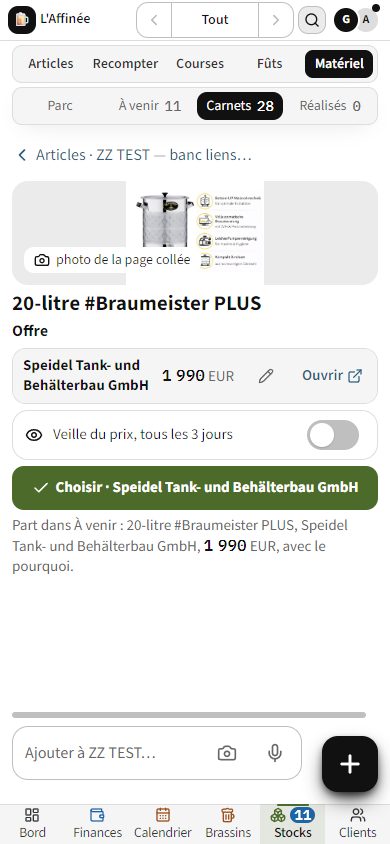 L'Affinée
Tout
G
A
Articles
Recompter
Courses
Fûts
Matériel
Parc
À venir 11
Carnets 28
Réalisés 0
Articles · ZZ TEST — banc liens…
photo de la page collée
20-litre #Braumeister PLUS
Offre
Speidel Tank- und
Behälterbau GmbH
1 990 EUR
Ouvrir
Veille du prix, tous les 3 jours
Choisir · Speidel Tank- und Behälterbau GmbH
Part dans À venir : 20-litre #Braumeister PLUS, Speidel
Tank- und Behälterbau GmbH, 1 990 EUR, avec le
pourquoi.
Ajouter à ZZ TEST…
11
Bord
Finances
Calendrier
Brassins
Stocks
Clients